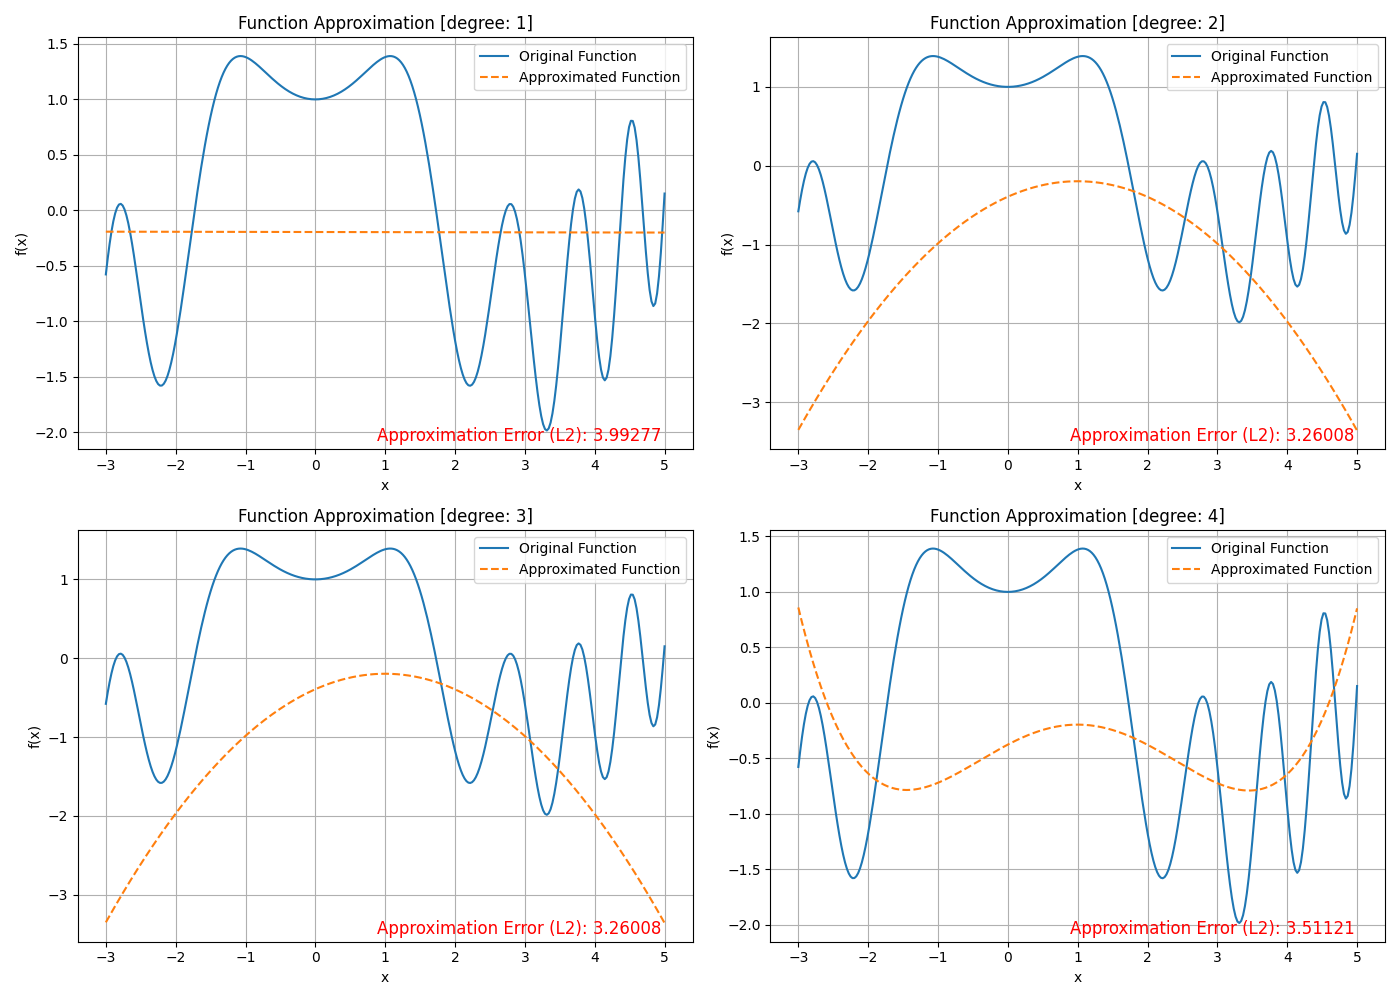 Function Approximation [degree: 1]
1.5
1.0
0.5
0.0
−0.5
−1.0
−1.5
−2.0
f(x)
Original Function
Approximated Function
Approximation Error (L2): 3.99277
−3 −2 −1 0 1 2 3 4 5
x
Function Approximation [degree: 2]
1
0
−1
−2
−3
f(x)
Original Function
Approximated Function
Approximation Error (L2): 3.26008
−3 −2 −1 0 1 2 3 4 5
x
Function Approximation [degree: 3]
1
0
−1
−2
−3
f(x)
Original Function
Approximated Function
Approximation Error (L2): 3.26008
−3 −2 −1 0 1 2 3 4 5
x
Function Approximation [degree: 4]
1.5
1.0
0.5
0.0
−0.5
−1.0
−1.5
−2.0
f(x)
Original Function
Approximated Function
Approximation Error (L2): 3.51121
−3 −2 −1 0 1 2 3 4 5
x